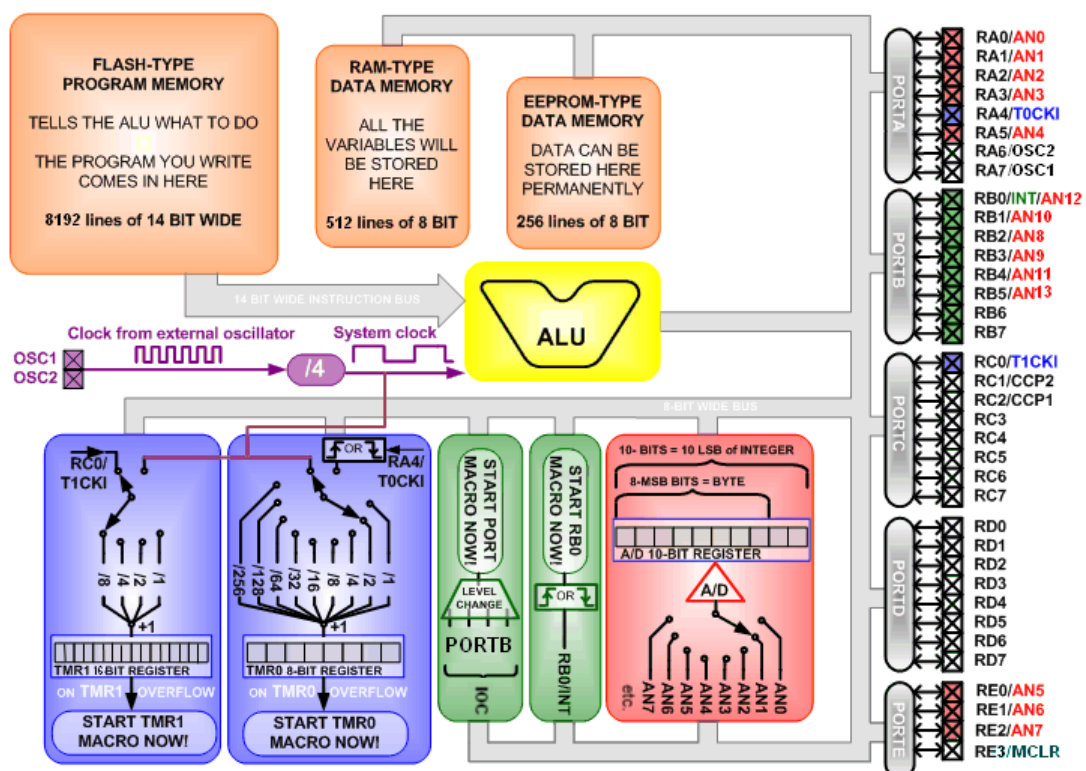 FLASH-TYPE
PROGRAM MEMORY
TELLS THE ALU WHAT TO DO
THE PROGRAM YOU WRITE
COMES IN HERE
8192 lines of 14 BIT WIDE
RAM-TYPE
DATA MEMORY
ALL THE
VARIABLES WILL
BE STORED
HERE
512 lines of 8 BIT
EEPROM-TYPE
DATA MEMORY
DATA CAN BE
STORED HERE
PERMANENTLY
256 lines of 8 BIT
14 BIT WIDE INSTRUCTION BUS
ALU
Clock from external oscillator
System clock
OSC1
OSC2
/4
8-BIT WIDE BUS
RC0/
T1CKI
/8
/4
/2
/1
+1
TMR1 16-BIT REGISTER
ON TMR1 OVERFLOW
START TMR1
MACRO NOW!
OR
RA4/
T0CKI
/256
/128
/64
/32
/16
/8
/4
/2
/1
+1
TMR0 8-BIT REGISTER
ON TMR0 OVERFLOW
START TMR0
MACRO NOW!
START PORT
MACRO NOW!
LEVEL
CHANGE
PORTB
IOC
START RB0
MACRO NOW!
OR
RB0/INT
10- BITS = 10 LSB of INTEGER
8-MSB BITS = BYTE
A/D 10-BIT REGISTER
A/D
etc.
AN7
AN6
AN5
AN4
AN3
AN2
AN1
AN0
PORTA
RA0/AN0
RA1/AN1
RA2/AN2
RA3/AN3
RA4/T0CKI
RA5/AN4
RA6/OSC2
RA7/OSC1
PORTB
RB0/INT/AN12
RB1/AN10
RB2/AN8
RB3/AN9
RB4/AN11
RB5/AN13
RB6
RB7
PORTC
RC0/T1CKI
RC1/CCP2
RC2/CCP1
RC3
RC4
RC5
RC6
RC7
PORTD
RD0
RD1
RD2
RD3
RD4
RD5
RD6
RD7
PORTE
RE0/AN5
RE1/AN6
RE2/AN7
RE3/MCLR